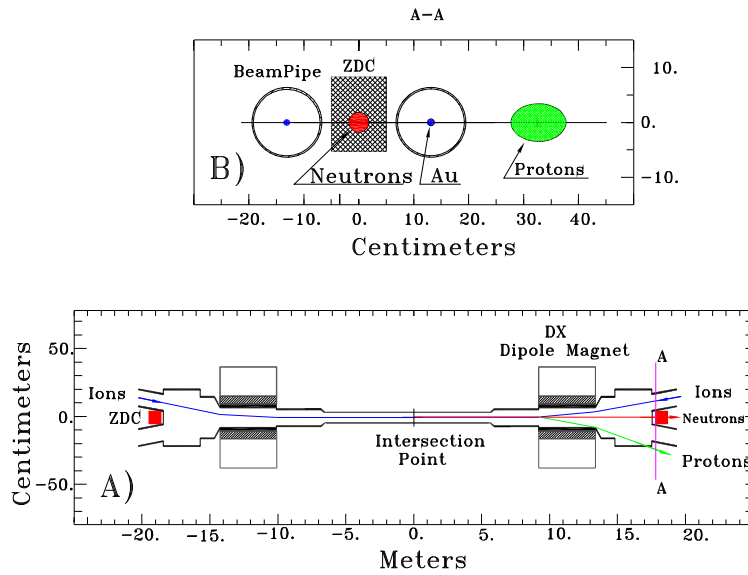 A-A
BeamPipe
ZDC
10.
0.
-10.
B)
Neutrons
Au
Protons
-20. -10. 0. 10. 20. 30. 40.
Centimeters
Centimeters
50.
0.
-50.
DX
Dipole Magnet
A
Ions
Ions
ZDC
Neutrons
Intersection
Point
Protons
A)
A
-20. -15. -10. -5. 0. 5. 10. 15. 20.
Meters